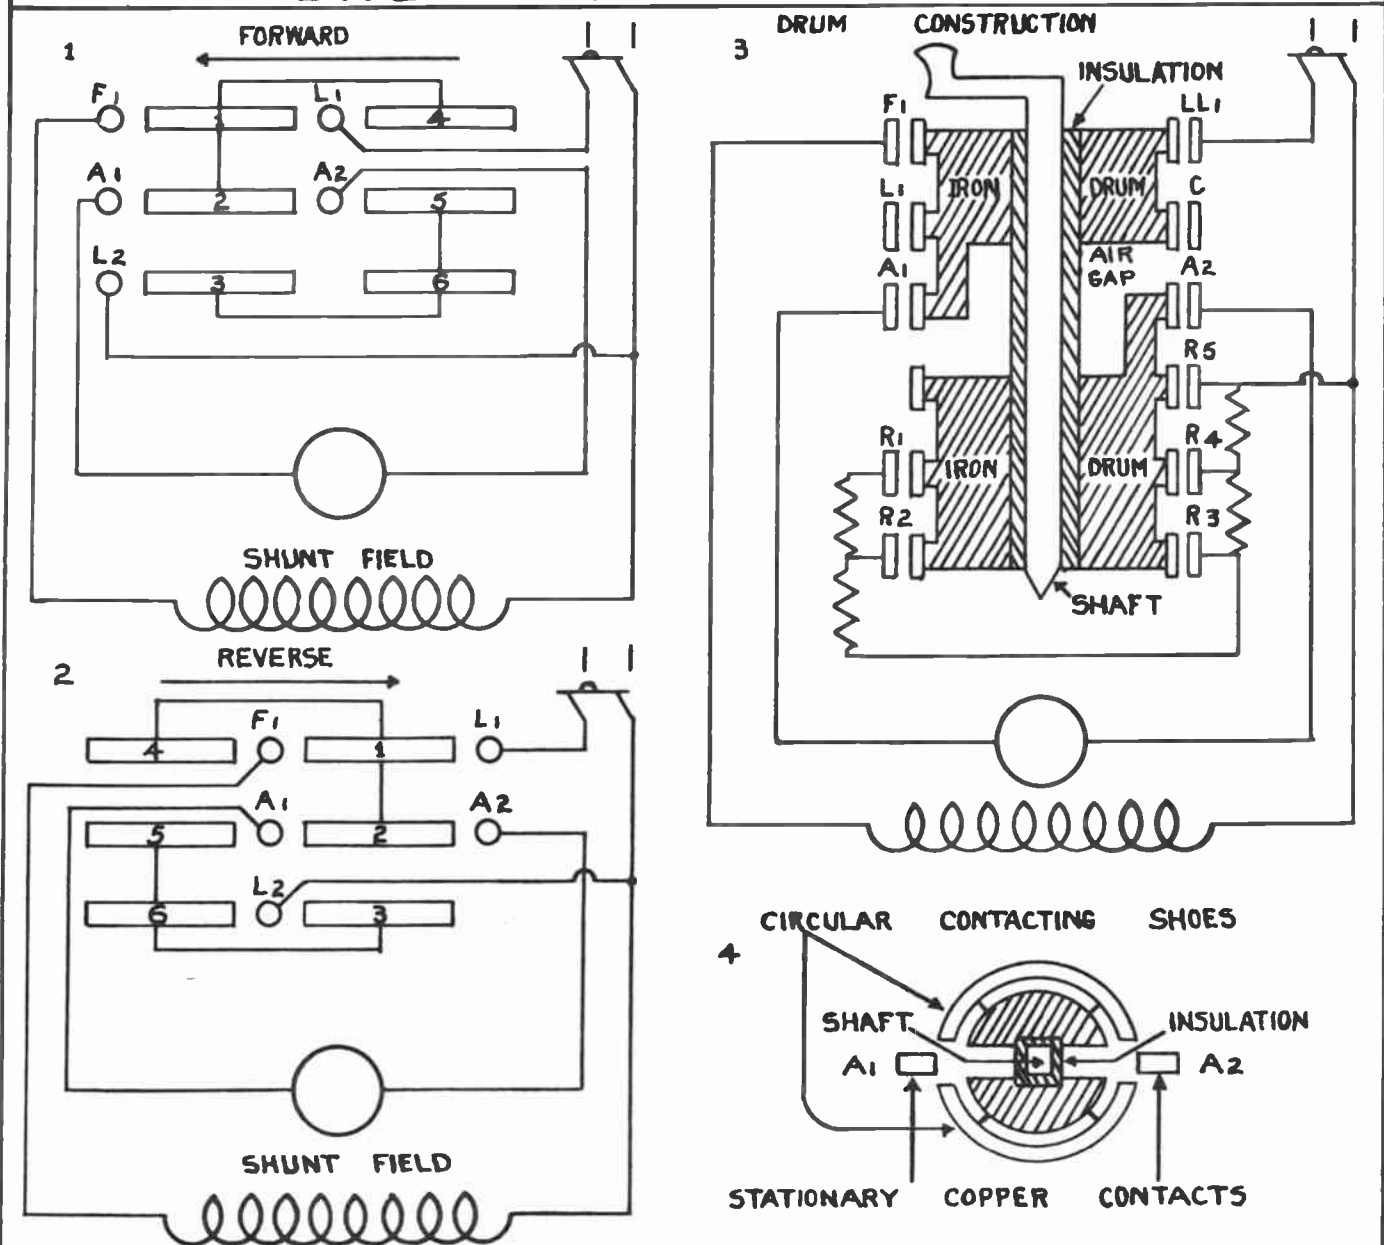 1
FORWARD
F1
L1
1
4
A1
A2
2
5
L2
3
6
SHUNT FIELD
2
REVERSE
F1
L1
4
1
A1
A2
5
2
L2
6
3
SHUNT FIELD
3
DRUM CONSTRUCTION
INSULATION
F1
LL1
IRON
DRUM
L1
C
AIR
GAP
A1
A2
R5
R1
R4
IRON
DRUM
R2
R3
SHAFT
4
CIRCULAR CONTACTING SHOES
SHAFT
INSULATION
A1
A2
STATIONARY COPPER CONTACTS